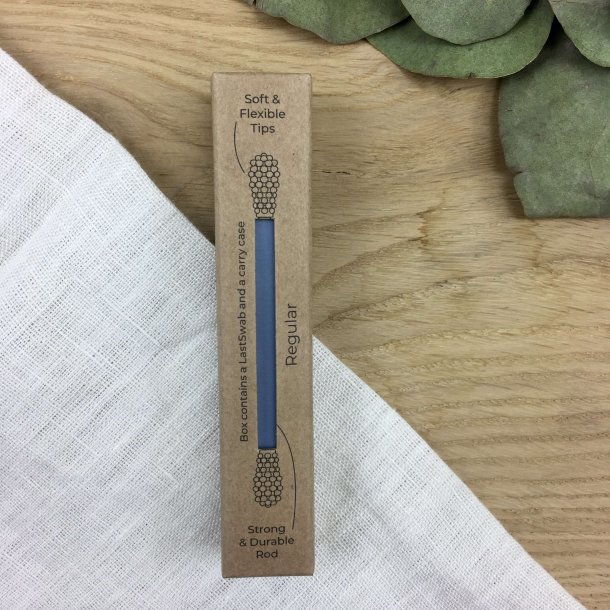 Soft &
Flexible
Tips
Box contains a LastSwab and a carry case
Regular
Strong
& Durable
Rod